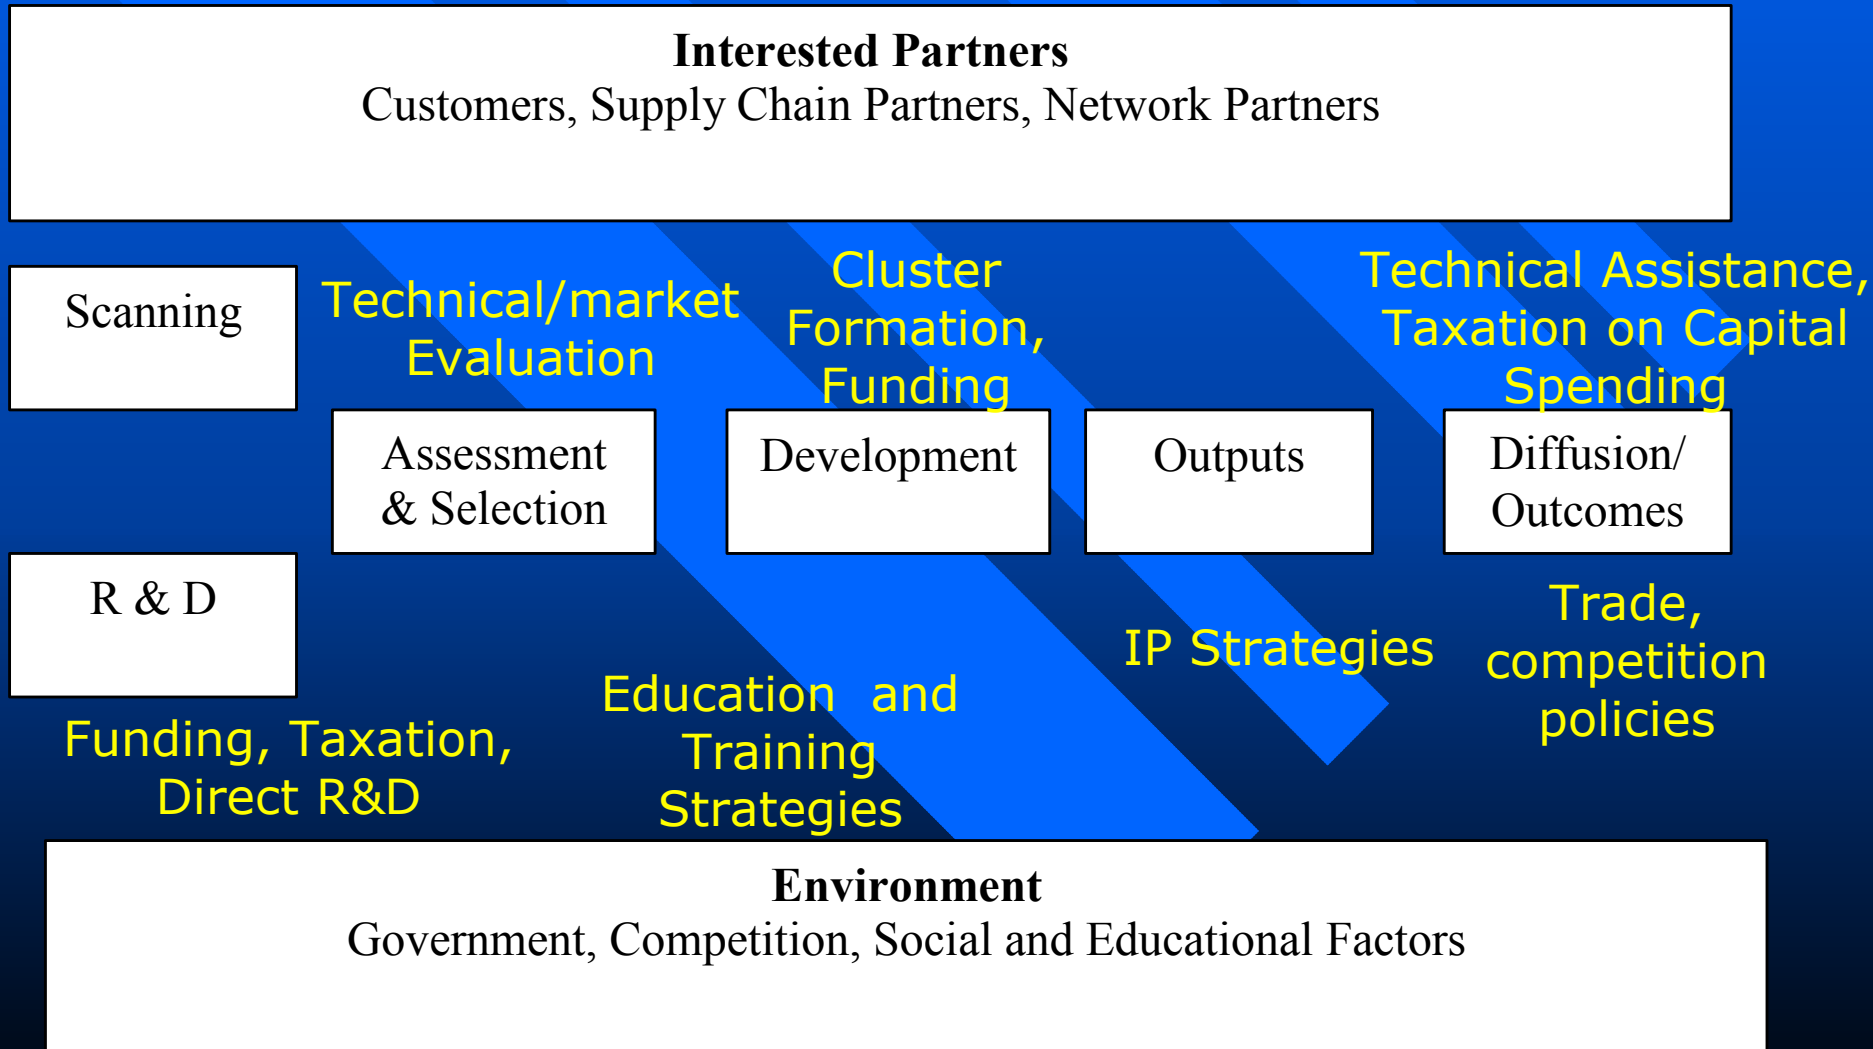 Interested Partners
Customers, Supply Chain Partners, Network Partners
Scanning
Technical/market
Evaluation
Cluster
Formation,
Funding
Technical Assistance,
Taxation on Capital
Spending
Assessment
& Selection
Development
Outputs
Diffusion/
Outcomes
R & D
Funding, Taxation,
Direct R&D
Education and
Training
Strategies
IP Strategies
Trade,
competition
policies
Environment
Government, Competition, Social and Educational Factors